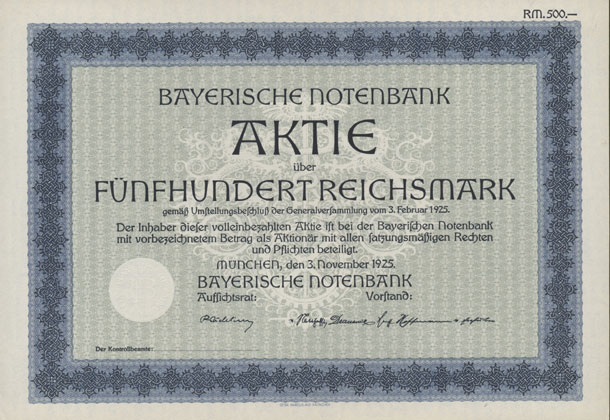 RM. 500.—
BAYERISCHE NOTENBANK
AKTIE
über
FÜNFHUNDERT REICHSMARK
gemäß Umstellungsbeschluß der Generalversammlung vom 3. Februar 1925.
Der Inhaber dieser volleinbezahlten Aktie ist bei der Bayerischen Notenbank
mit vorbezeichnetem Betrag als Aktionär mit allen satzungsmäßigen Rechten
und Pflichten beteiligt.
MÜNCHEN, den 3. November 1925.
BAYERISCHE NOTENBANK
Aufsichtsrat: Vorstand:
Der Kontrollbeamte: